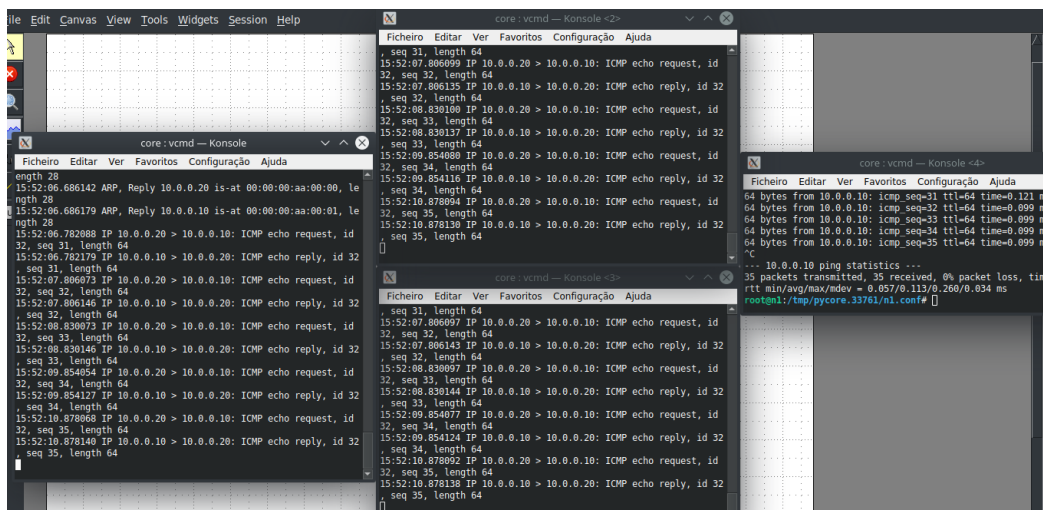 File Edit Canvas View Tools Widgets Session Help
core : vcmd — Konsole <2>
Ficheiro Editar Ver Favoritos Configuração Ajuda
, seq 31, length 64
15:52:07.806099 IP 10.0.0.20 > 10.0.0.10: ICMP echo request, id
32, seq 32, length 64
15:52:07.806135 IP 10.0.0.10 > 10.0.0.20: ICMP echo reply, id 32
, seq 32, length 64
15:52:08.830100 IP 10.0.0.20 > 10.0.0.10: ICMP echo request, id
32, seq 33, length 64
15:52:08.830137 IP 10.0.0.10 > 10.0.0.20: ICMP echo reply, id 32
, seq 33, length 64
15:52:09.854080 IP 10.0.0.20 > 10.0.0.10: ICMP echo request, id
32, seq 34, length 64
15:52:09.854116 IP 10.0.0.10 > 10.0.0.20: ICMP echo reply, id 32
, seq 34, length 64
15:52:10.878094 IP 10.0.0.20 > 10.0.0.10: ICMP echo request, id
32, seq 35, length 64
15:52:10.878130 IP 10.0.0.10 > 10.0.0.20: ICMP echo reply, id 32
, seq 35, length 64
core : vcmd — Konsole
Ficheiro Editar Ver Favoritos Configuração Ajuda
ength 28
15:52:06.686142 ARP, Reply 10.0.0.20 is-at 00:00:00:aa:00:00, le
ngth 28
15:52:06.686179 ARP, Reply 10.0.0.10 is-at 00:00:00:aa:00:01, le
ngth 28
15:52:06.782088 IP 10.0.0.20 > 10.0.0.10: ICMP echo request, id
32, seq 31, length 64
15:52:06.782179 IP 10.0.0.10 > 10.0.0.20: ICMP echo reply, id 32
, seq 31, length 64
15:52:07.806073 IP 10.0.0.20 > 10.0.0.10: ICMP echo request, id
32, seq 32, length 64
15:52:07.806146 IP 10.0.0.10 > 10.0.0.20: ICMP echo reply, id 32
, seq 32, length 64
15:52:08.830073 IP 10.0.0.20 > 10.0.0.10: ICMP echo request, id
32, seq 33, length 64
15:52:08.830146 IP 10.0.0.10 > 10.0.0.20: ICMP echo reply, id 32
, seq 33, length 64
15:52:09.854054 IP 10.0.0.20 > 10.0.0.10: ICMP echo request, id
32, seq 34, length 64
15:52:09.854127 IP 10.0.0.10 > 10.0.0.20: ICMP echo reply, id 32
, seq 34, length 64
15:52:10.878068 IP 10.0.0.20 > 10.0.0.10: ICMP echo request, id
32, seq 35, length 64
15:52:10.878140 IP 10.0.0.10 > 10.0.0.20: ICMP echo reply, id 32
, seq 35, length 64
core : vcmd — Konsole <3>
Ficheiro Editar Ver Favoritos Configuração Ajuda
, seq 31, length 64
15:52:07.806097 IP 10.0.0.20 > 10.0.0.10: ICMP echo request, id
32, seq 32, length 64
15:52:07.806143 IP 10.0.0.10 > 10.0.0.20: ICMP echo reply, id 32
, seq 32, length 64
15:52:08.830097 IP 10.0.0.20 > 10.0.0.10: ICMP echo request, id
32, seq 33, length 64
15:52:08.830144 IP 10.0.0.10 > 10.0.0.20: ICMP echo reply, id 32
, seq 33, length 64
15:52:09.854077 IP 10.0.0.20 > 10.0.0.10: ICMP echo request, id
32, seq 34, length 64
15:52:09.854124 IP 10.0.0.10 > 10.0.0.20: ICMP echo reply, id 32
, seq 34, length 64
15:52:10.878092 IP 10.0.0.20 > 10.0.0.10: ICMP echo request, id
32, seq 35, length 64
15:52:10.878138 IP 10.0.0.10 > 10.0.0.20: ICMP echo reply, id 32
, seq 35, length 64
core : vcmd — Konsole <4>
Ficheiro Editar Ver Favoritos Configuração Ajuda
64 bytes from 10.0.0.10: icmp_seq=31 ttl=64 time=0.121 m
64 bytes from 10.0.0.10: icmp_seq=32 ttl=64 time=0.099 m
64 bytes from 10.0.0.10: icmp_seq=33 ttl=64 time=0.099 m
64 bytes from 10.0.0.10: icmp_seq=34 ttl=64 time=0.099 m
64 bytes from 10.0.0.10: icmp_seq=35 ttl=64 time=0.099 m
^C
--- 10.0.0.10 ping statistics ---
35 packets transmitted, 35 received, 0% packet loss, tim
rtt min/avg/max/mdev = 0.057/0.113/0.260/0.034 ms
root@n1:/tmp/pycore.33761/n1.conf#